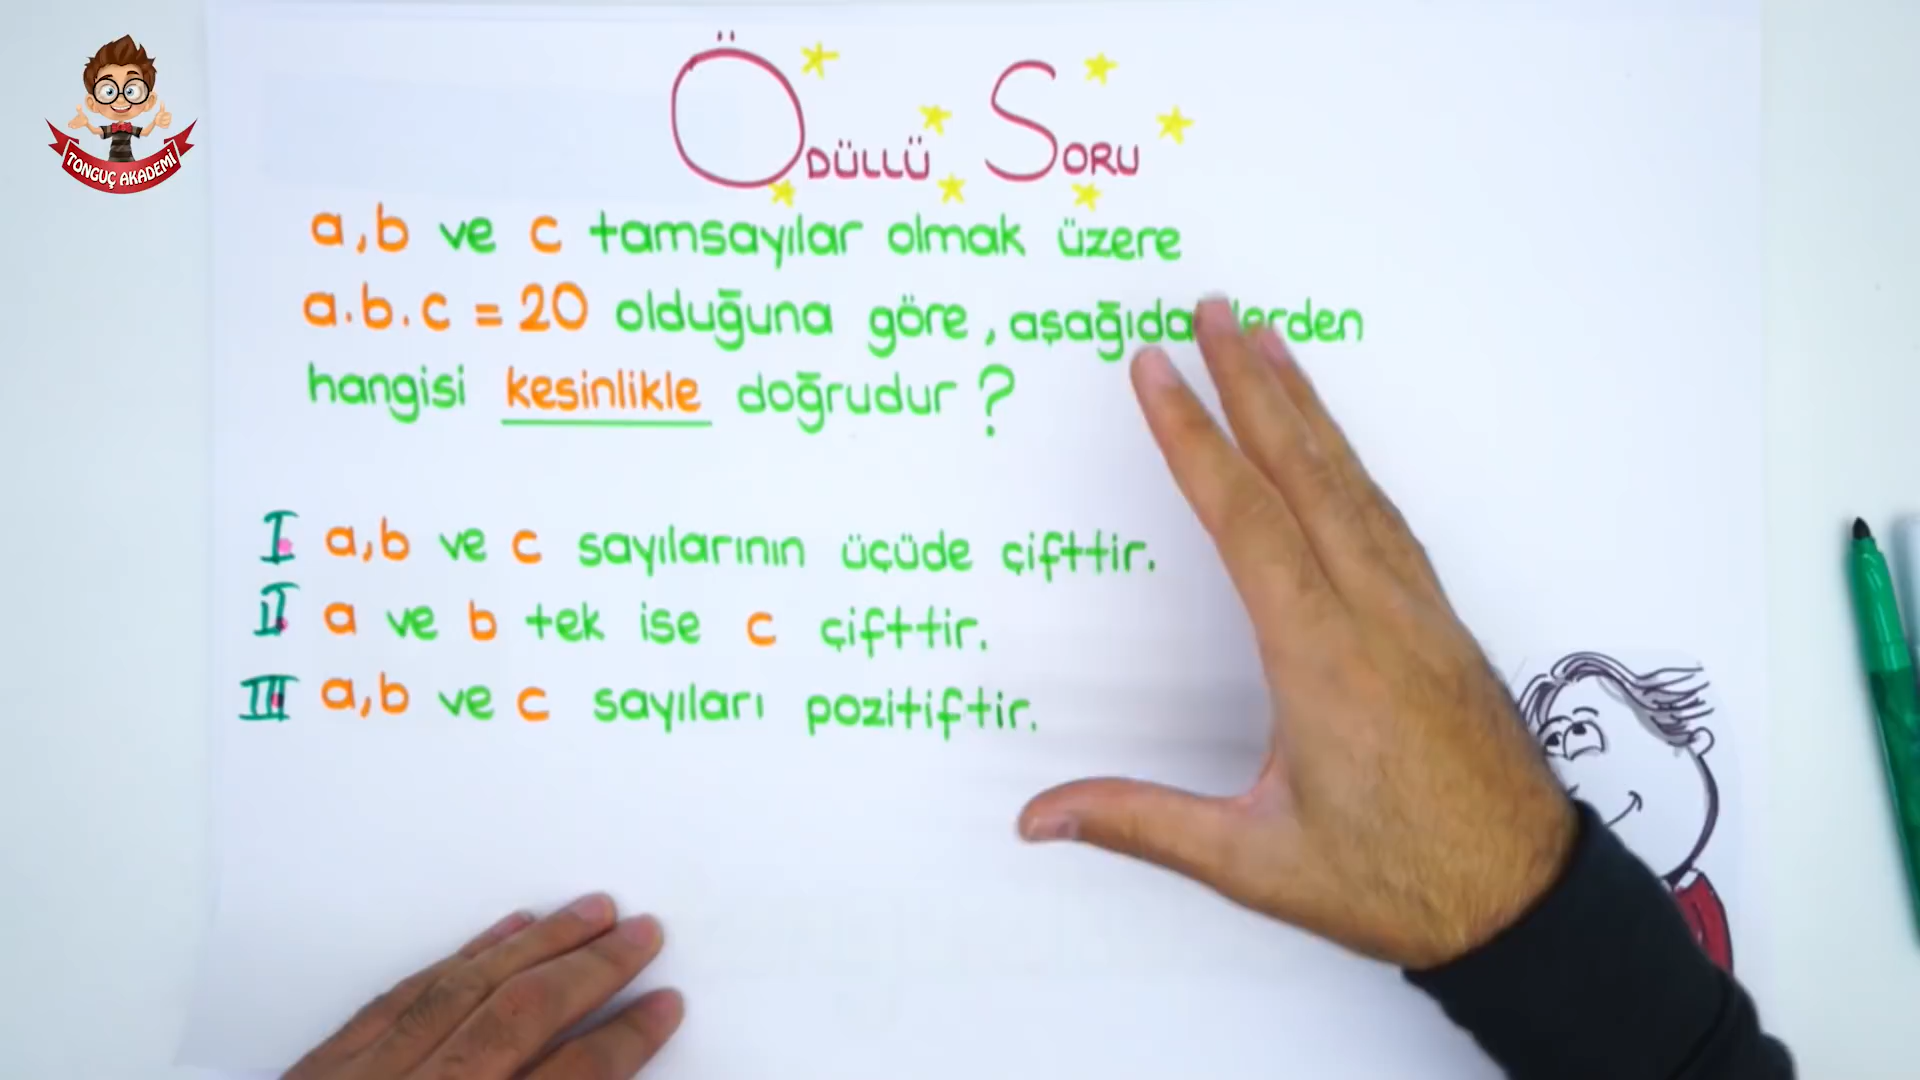 TONGUÇ AKADEMİ
ÖDÜLLÜ SORU
a,b ve c tamsayılar olmak üzere
a.b.c = 20 olduğuna göre,
hangisi kesinlikle doğrudur ?
I. a,b ve c sayılarının üçüde çifttir.
II. a ve b tek ise c çifttir.
III. a,b ve c sayıları pozitiftir.